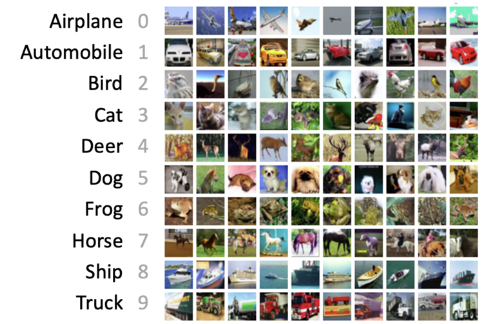 Airplane 0
Automobile 1
Bird 2
Cat 3
Deer 4
Dog 5
Frog 6
Horse 7
Ship 8
Truck 9